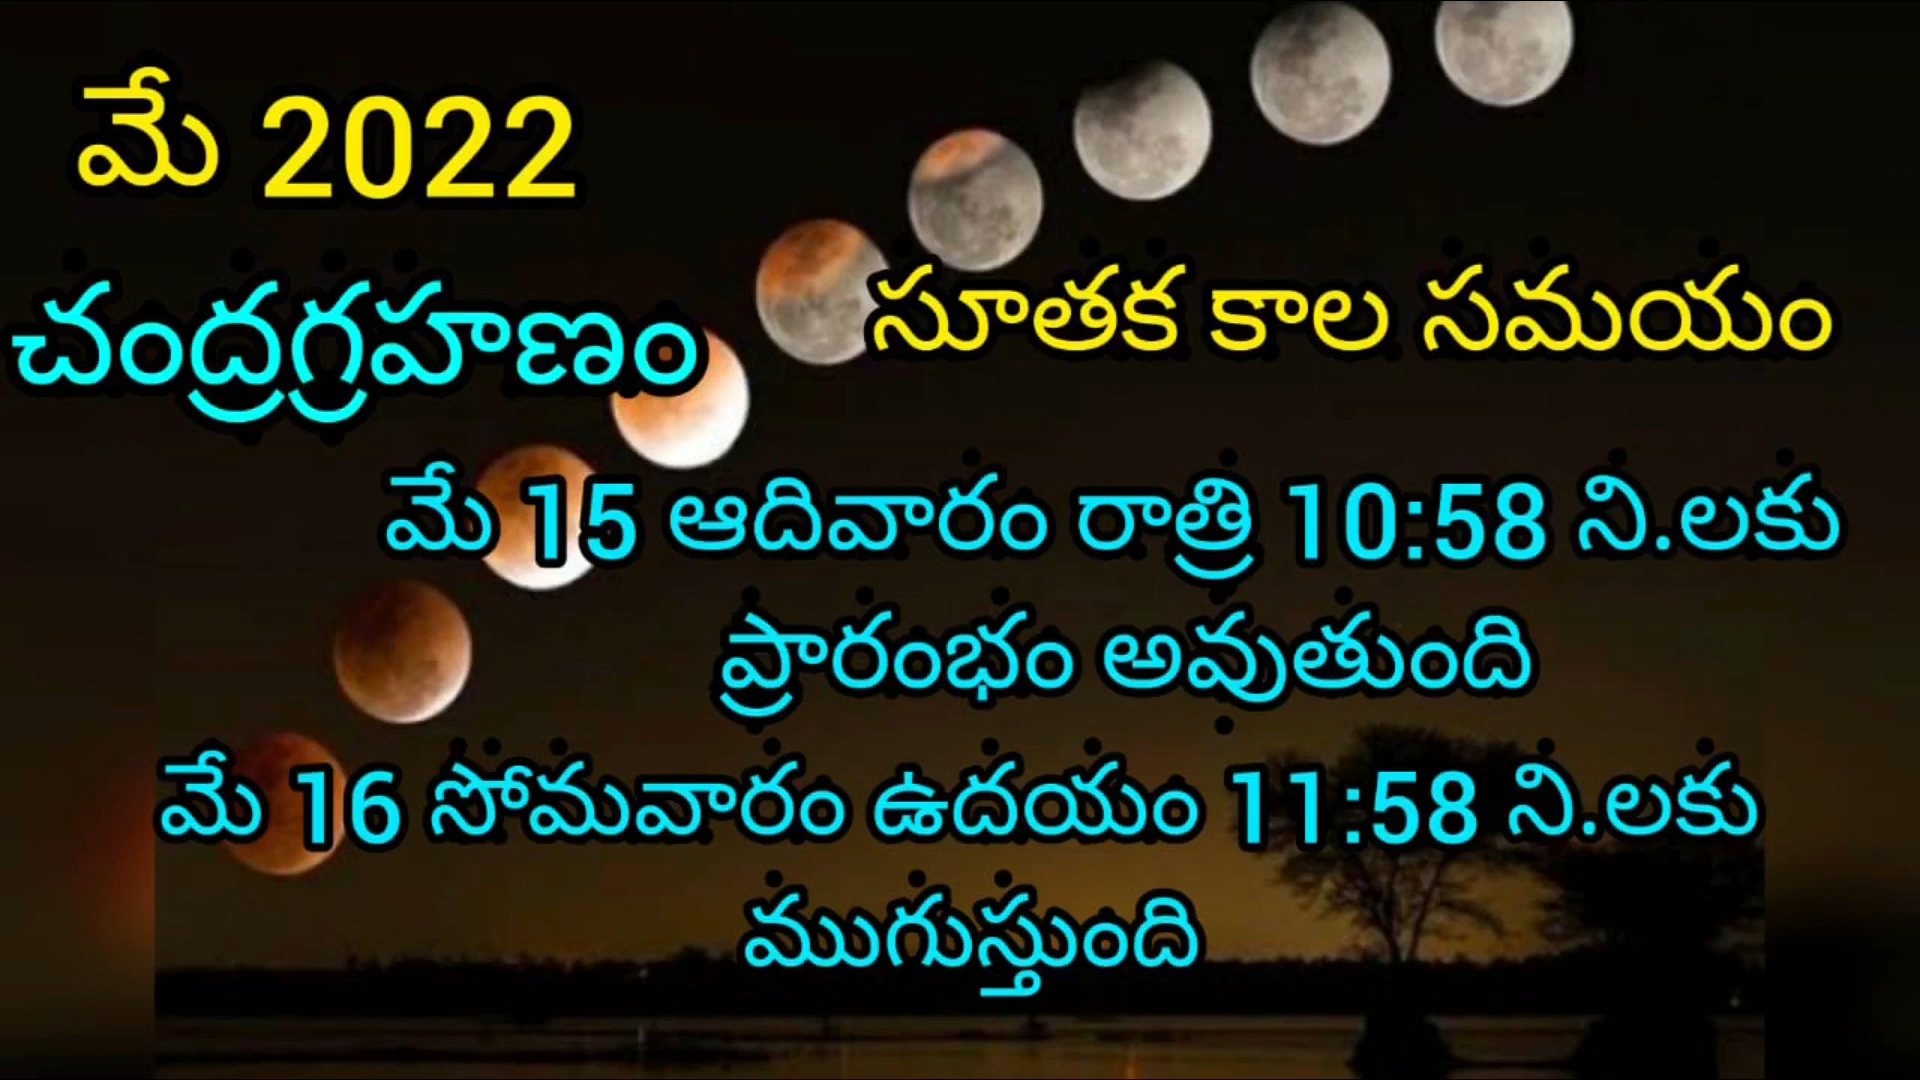 మే 2022
చంద్రగ్రహణం
సూతక కాల సమయం
మే 15 ఆదివారం రాత్రి 10:58 ని.లకు
ప్రారంభం అవుతుంది
మే 16 సోమవారం ఉదయం 11:58 ని.లకు
ముగుస్తుంది